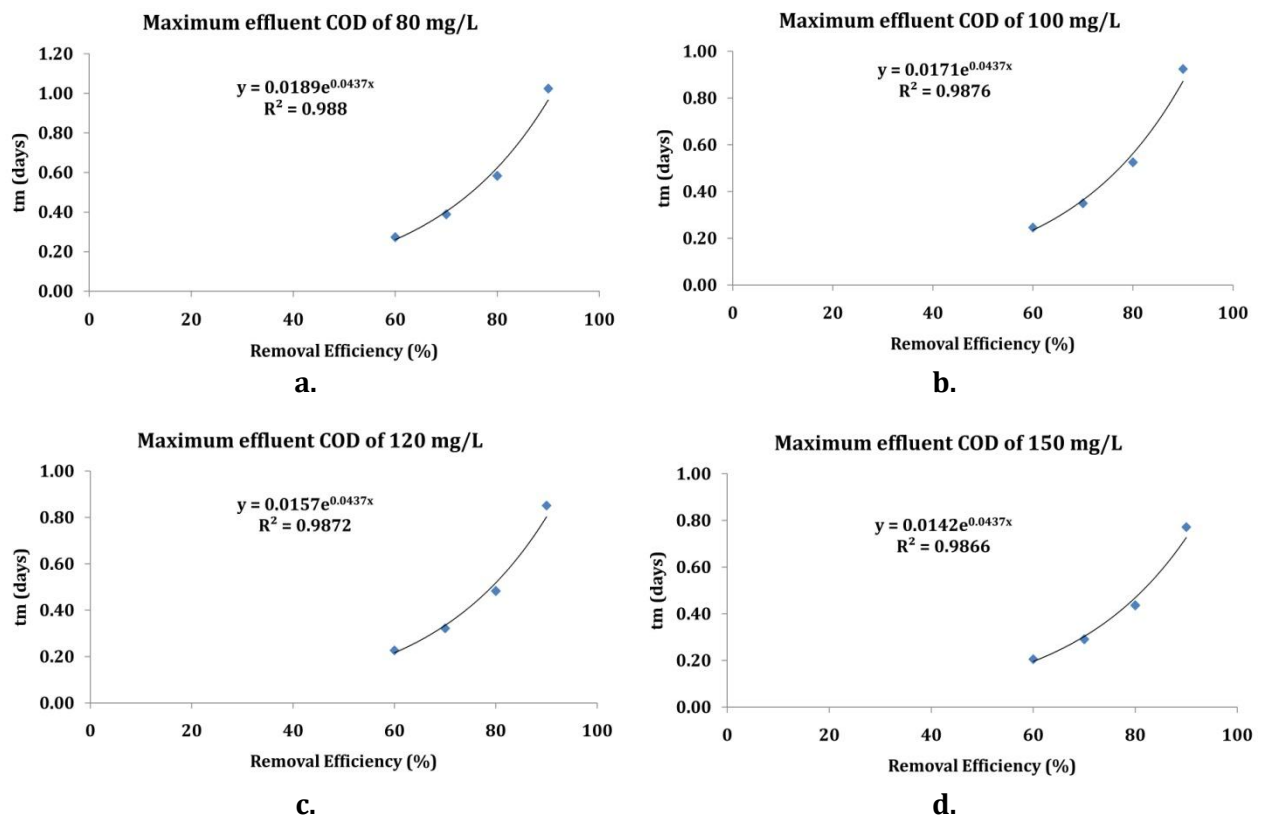 Maximum effluent COD of 80 mg/L
y = 0.0189e^0.0437x
R² = 0.988
tm (days)
1.20
1.00
0.80
0.60
0.40
0.20
0.00
0 20 40 60 80 100
Removal Efficiency (%)
a.
Maximum effluent COD of 100 mg/L
y = 0.0171e^0.0437x
R² = 0.9876
tm (days)
1.00
0.80
0.60
0.40
0.20
0.00
0 20 40 60 80 100
Removal Efficiency (%)
b.
Maximum effluent COD of 120 mg/L
y = 0.0157e^0.0437x
R² = 0.9872
tm (days)
1.00
0.80
0.60
0.40
0.20
0.00
0 20 40 60 80 100
Removal Efficiency (%)
c.
Maximum effluent COD of 150 mg/L
y = 0.0142e^0.0437x
R² = 0.9866
tm (days)
1.00
0.80
0.60
0.40
0.20
0.00
0 20 40 60 80 100
Removal Efficiency (%)
d.